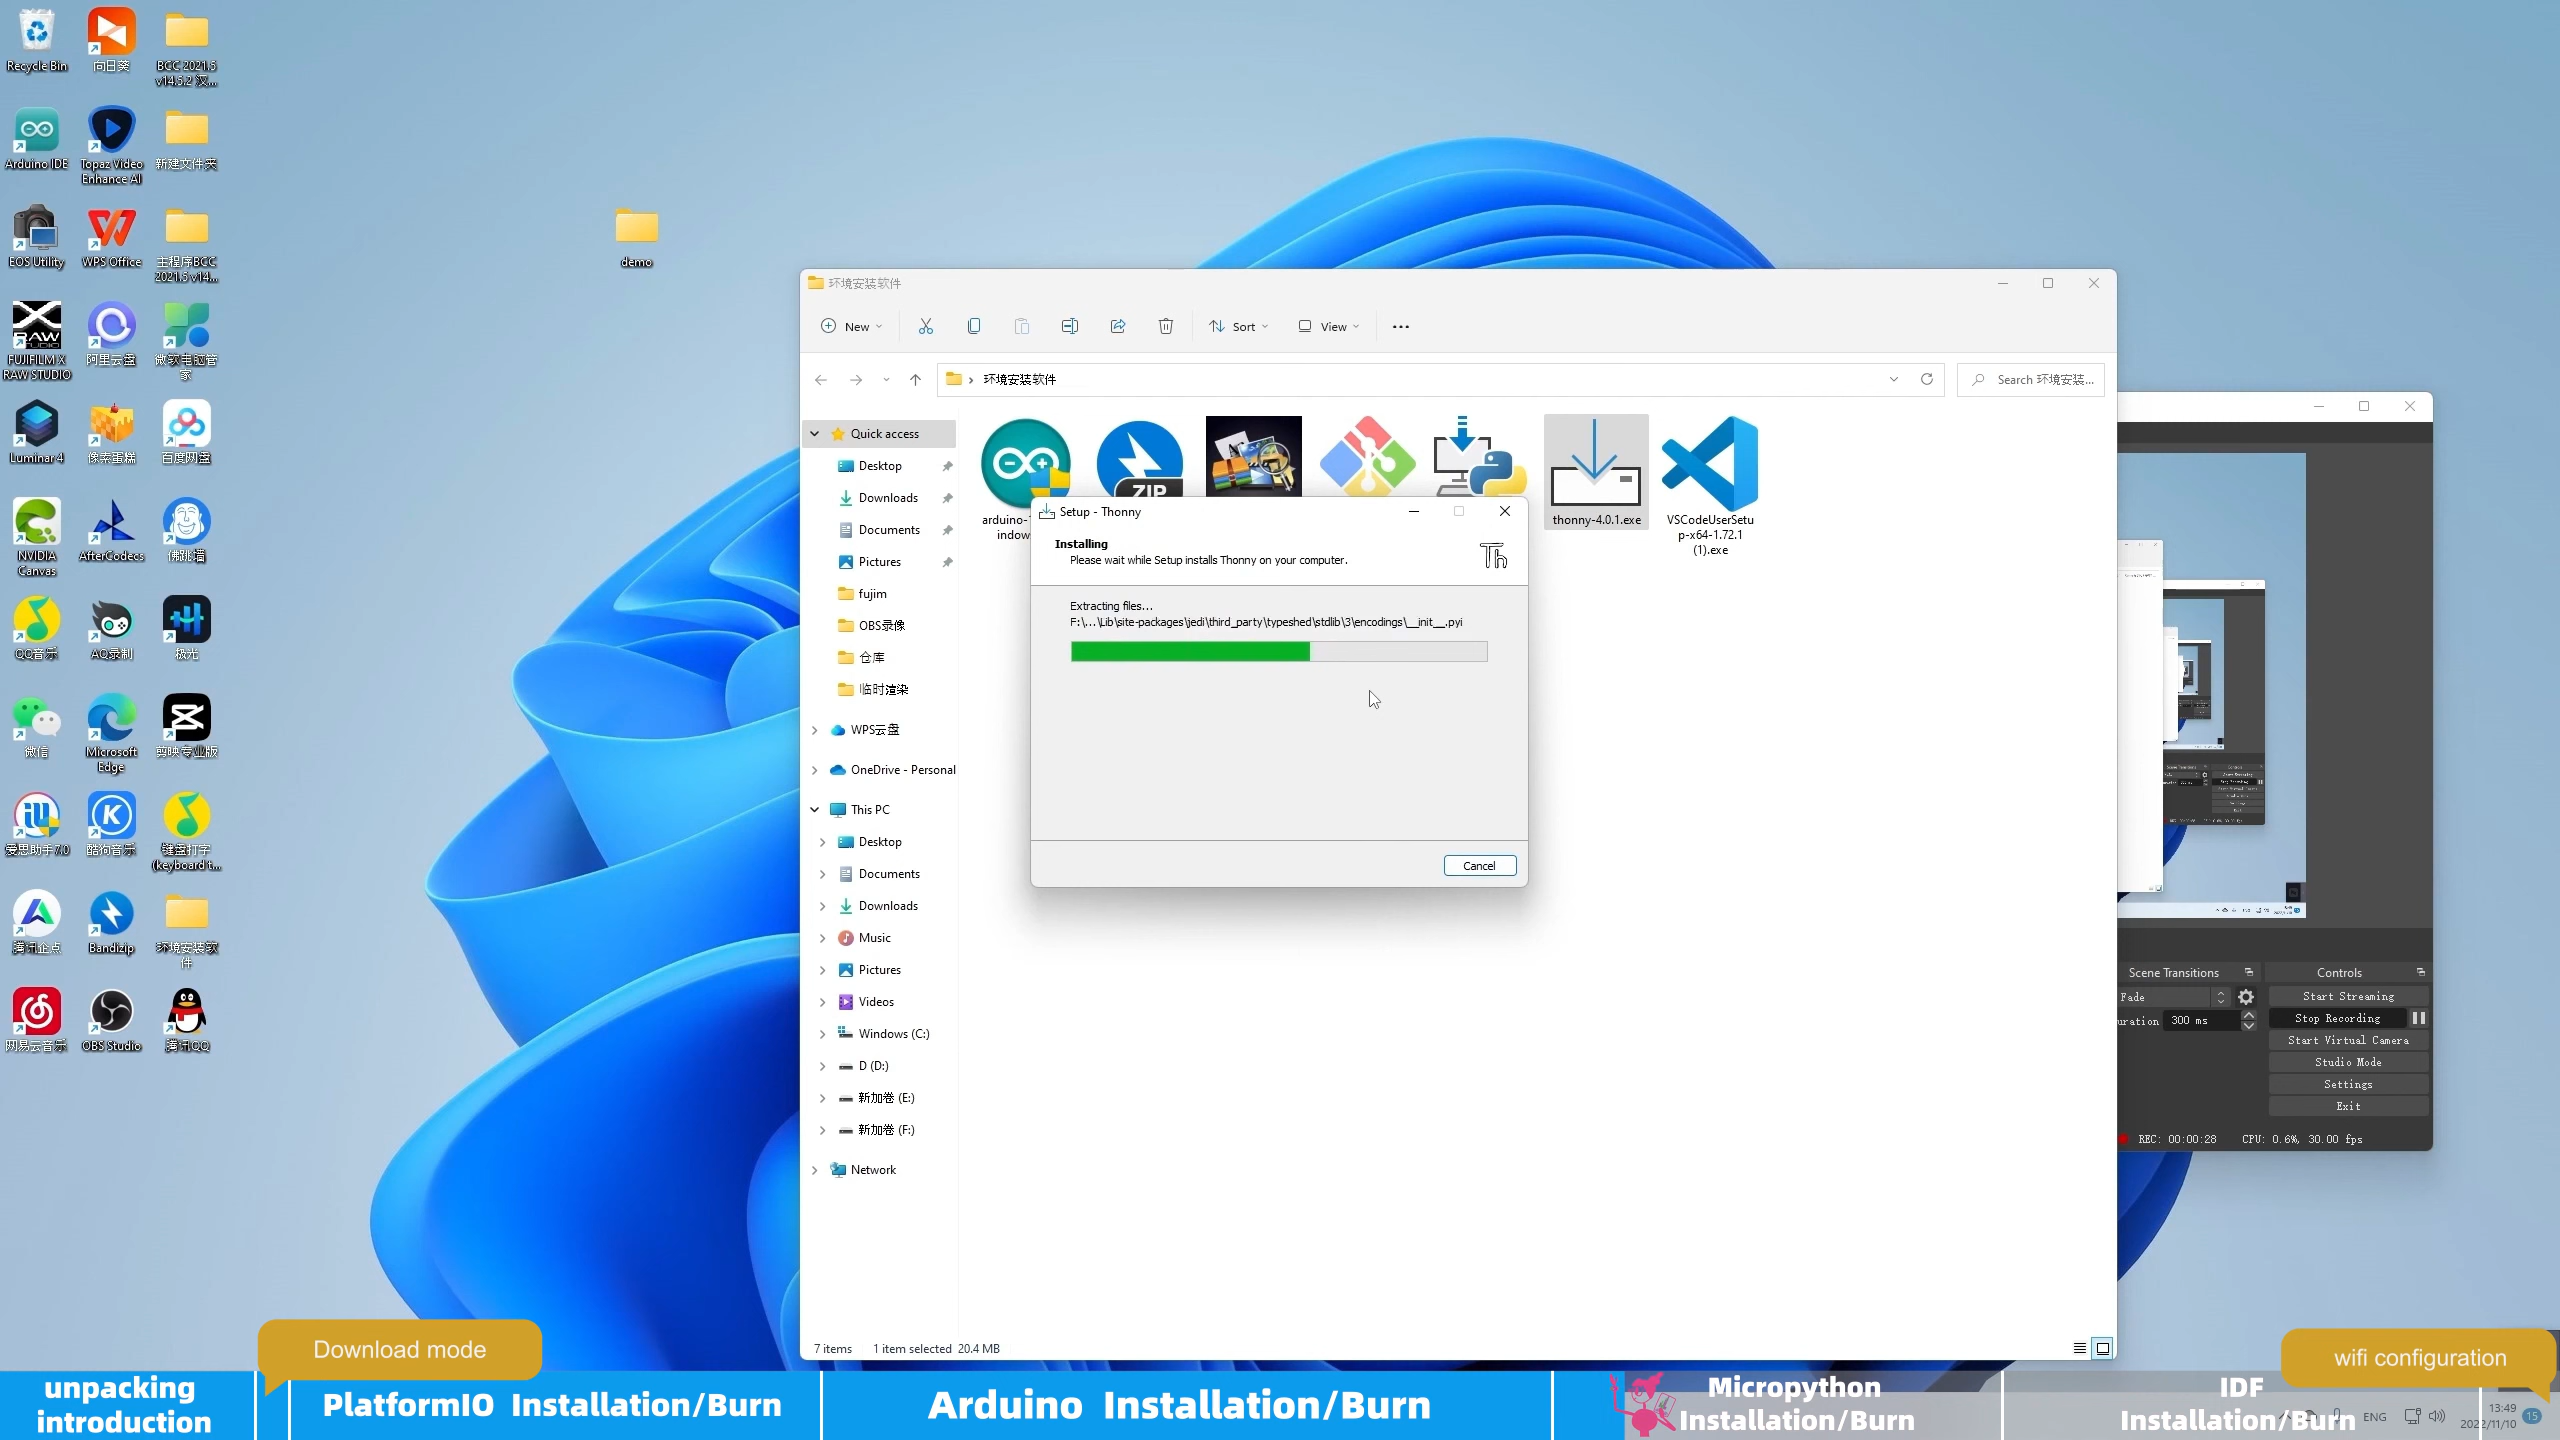 Recycle Bin
向日葵
BCC 2021.5
v14.5.2 汉...
Arduino IDE
Topaz Video
Enhance AI
新建文件夹
EOS Utility
WPS Office
主程序BCC
2021.5 v14...
demo
FUJIFILM X
RAW STUDIO
阿里云盘
微软电脑管
家
Luminar 4
像素蛋糕
百度网盘
NVIDIA
Canvas
AfterCodecs
佛跳墙
QQ音乐
AQ录制
极光
微信
Microsoft
Edge
剪映专业版
爱思助手7.0
酷狗音乐
键盘打字
(keyboard t...
腾讯企点
Bandizip
环境安装软
件
网易云音乐
OBS Studio
腾讯QQ
环境安装软件
New
Sort
View
环境安装软件
Search 环境安装...
Quick access
Desktop
Downloads
Documents
Pictures
fujim
OBS录像
仓库
临时渲染
WPS云盘
OneDrive - Personal
This PC
Desktop
Documents
Downloads
Music
Pictures
Videos
Windows (C:)
D (D:)
新加卷 (E:)
新加卷 (F:)
Network
ZIP
thonny-4.0.1.exe
VSCodeUserSetu
p-x64-1.72.1
(1).exe
Setup - Thonny
Installing
Please wait while Setup installs Thonny on your computer.
Th
Extracting files...
F:\...\Lib\site-packages\jedi\third_party\typeshed\stdlib\3\encodings\__init__.pyi
Cancel
7 items 1 item selected 20.4 MB
Scene Transitions
Controls
Fade
Start Streaming
300 ms
Stop Recording
Start Virtual Camera
Studio Mode
Settings
Exit
REC: 00:00:28 CPU: 0.6%, 30.00 fps
Download mode
wifi configuration
unpacking
introduction
PlatformIO Installation/Burn
Arduino Installation/Burn
Micropython
Installation/Burn
IDF
Installation/Burn
ENG
13:49
2022/11/10
15